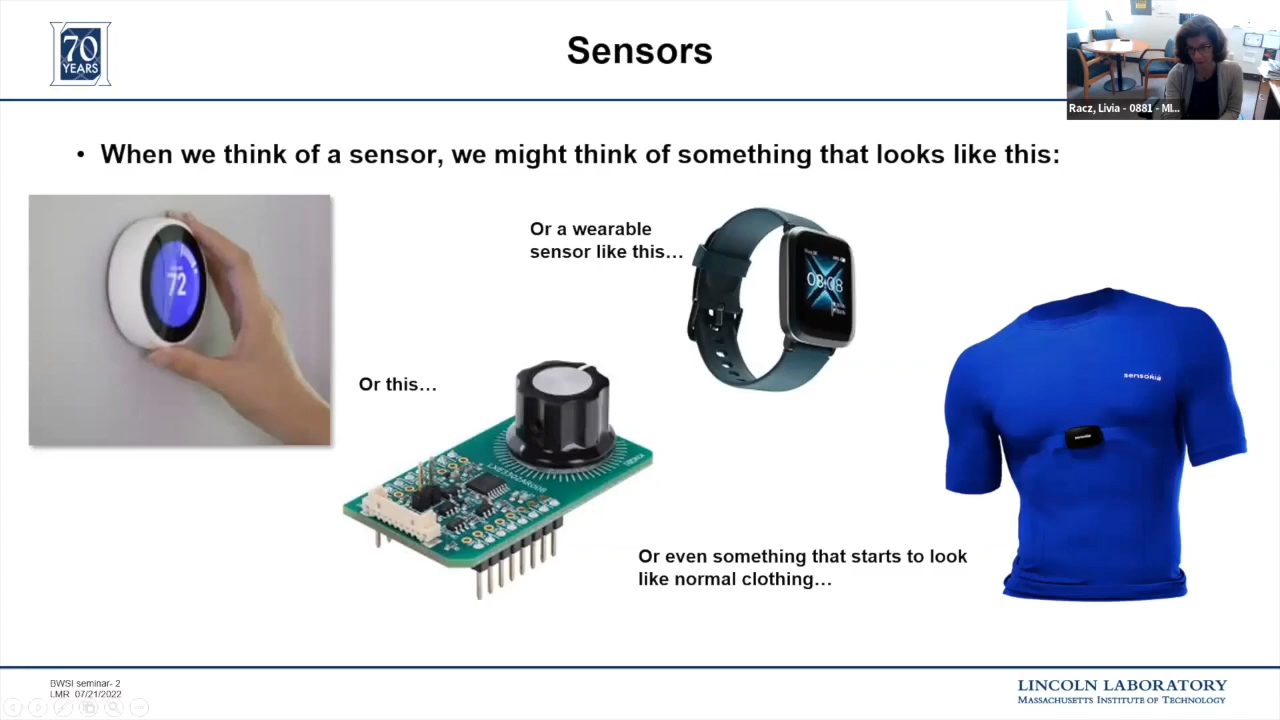 70
YEARS
Sensors
Racz, Livia - 0881 - MI...
• When we think of a sensor, we might think of something that looks like this:
Or a wearable
sensor like this…
72
08:08
sensoria
Or this…
Or even something that starts to look
like normal clothing…
BWSI seminar- 2
LMR 07/21/2022
LINCOLN LABORATORY
MASSACHUSETTS INSTITUTE OF TECHNOLOGY